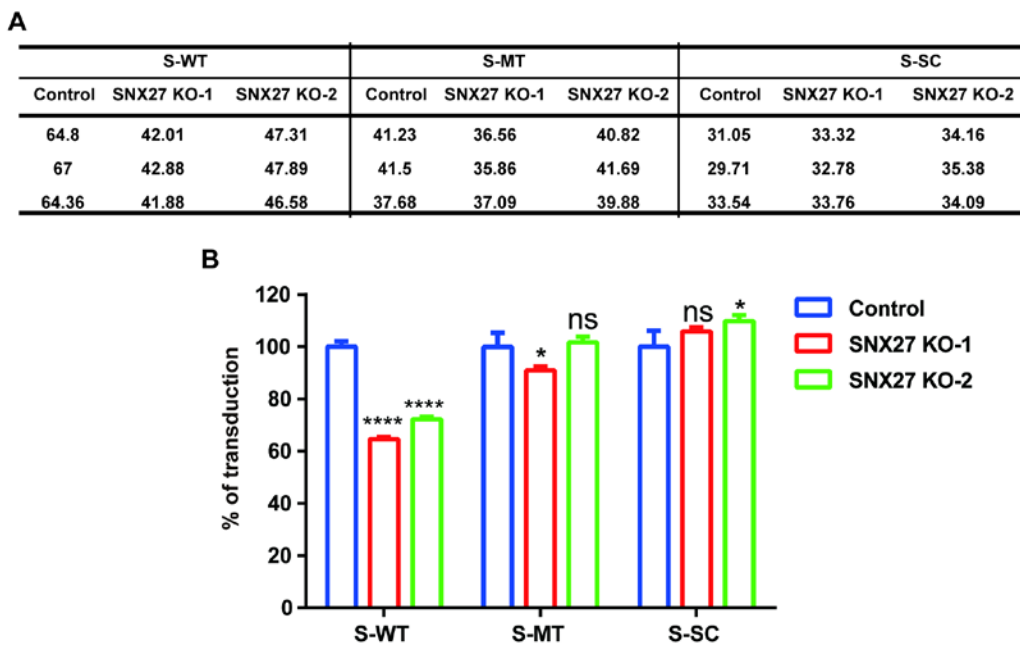 A
S-WT S-MT S-SC
Control SNX27 KO-1 SNX27 KO-2 Control SNX27 KO-1 SNX27 KO-2 Control SNX27 KO-1 SNX27 KO-2
64.8 42.01 47.31 41.23 36.56 40.82 31.05 33.32 34.16
67 42.88 47.89 41.5 35.86 41.69 29.71 32.78 35.38
64.36 41.88 46.58 37.68 37.09 39.88 33.54 33.76 34.09
B
% of transduction
120
100
80
60
40
20
0
**** ****
* ns
ns *
S-WT S-MT S-SC
Control
SNX27 KO-1
SNX27 KO-2